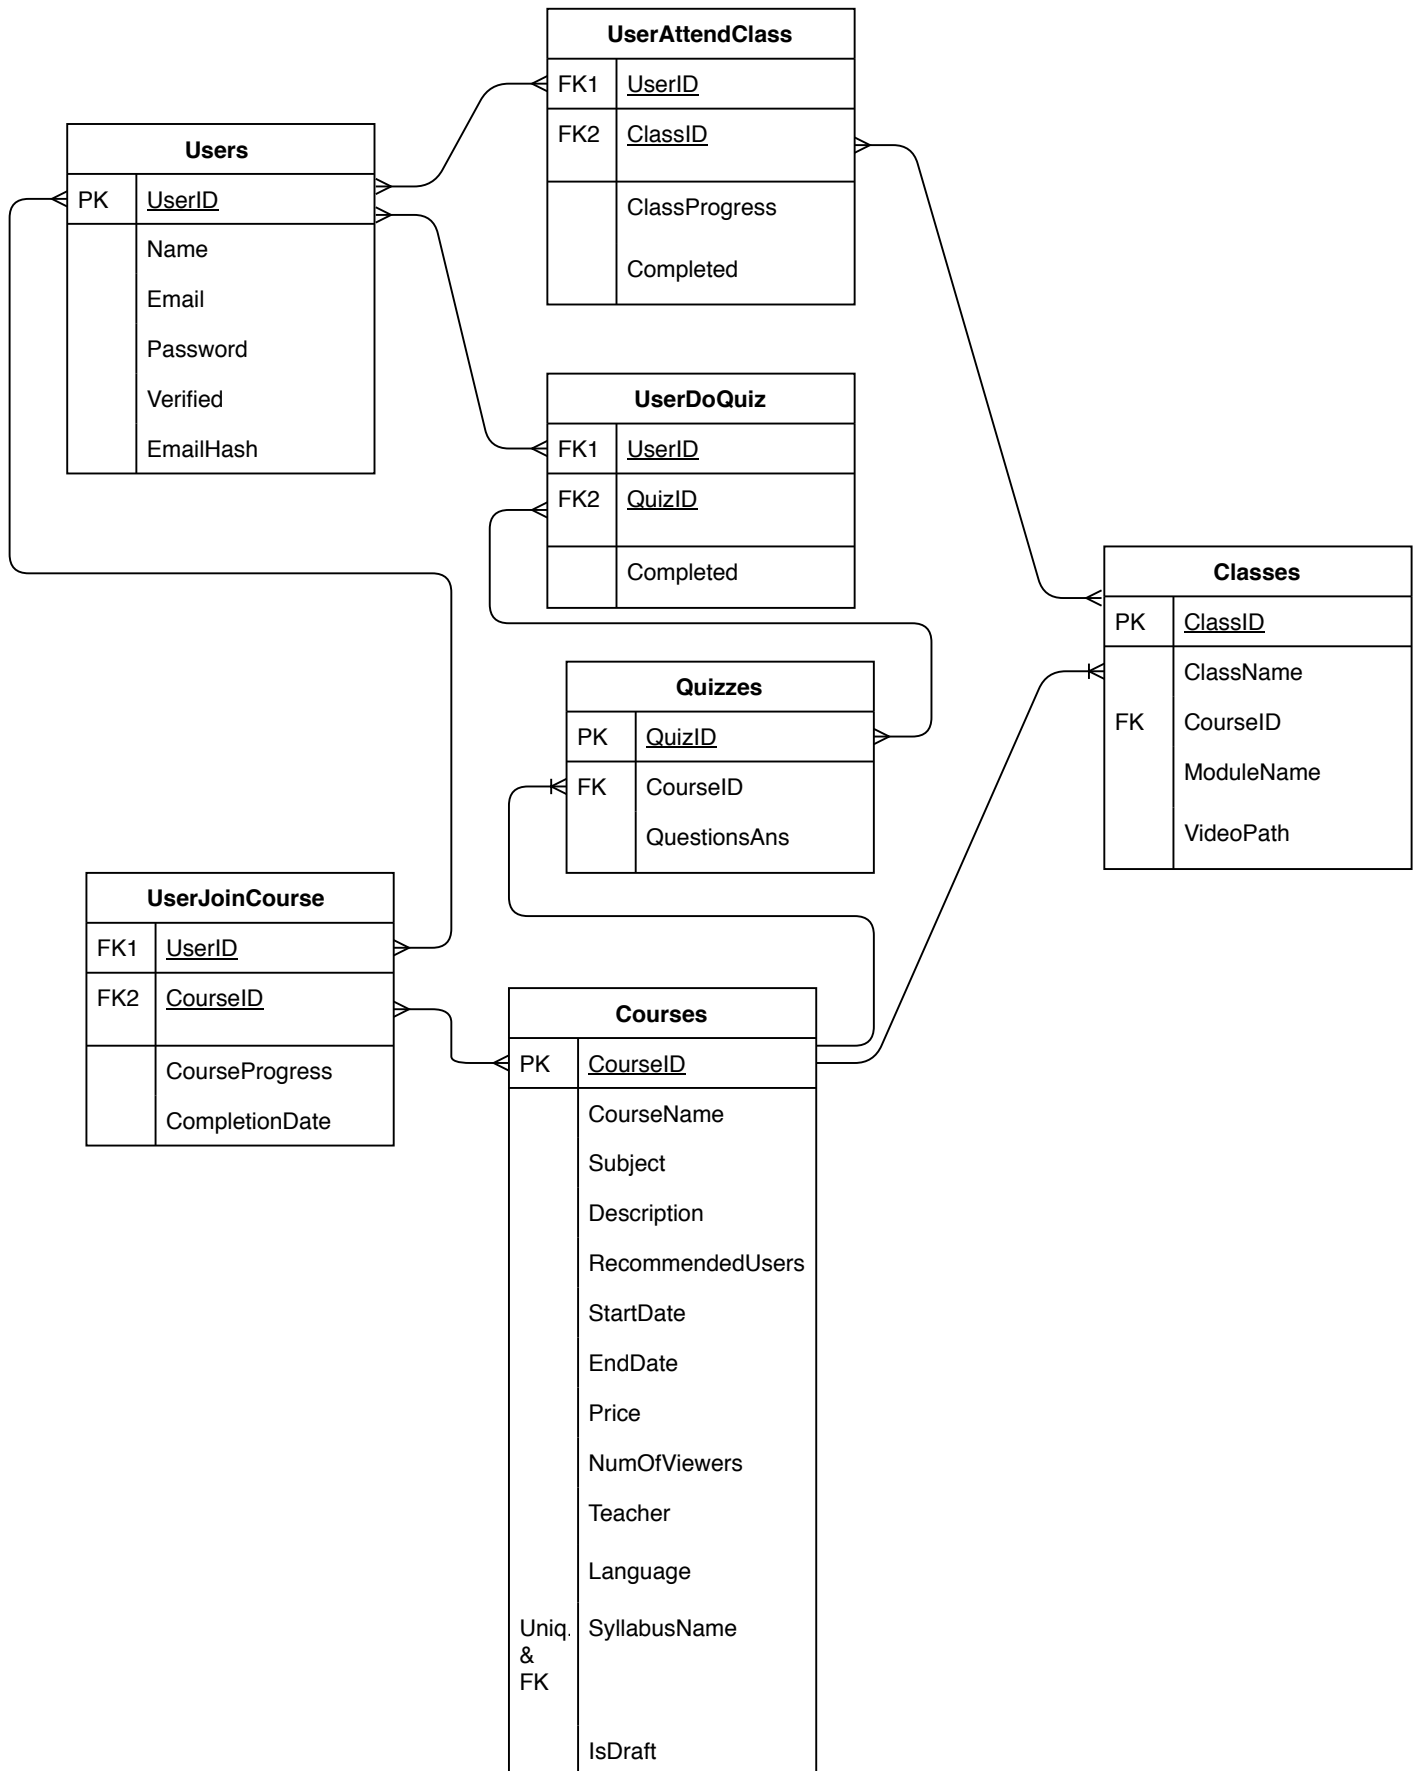 UserAttendClass
FK1 UserID
FK2 ClassID
ClassProgress
Completed
Users
PK UserID
Name
Email
Password
Verified
EmailHash
UserDoQuiz
FK1 UserID
FK2 QuizID
Completed
Classes
PK ClassID
ClassName
FK CourseID
ModuleName
VideoPath
Quizzes
PK QuizID
FK CourseID
QuestionsAns
UserJoinCourse
FK1 UserID
FK2 CourseID
CourseProgress
CompletionDate
Courses
PK CourseID
CourseName
Subject
Description
RecommendedUsers
StartDate
EndDate
Price
NumOfViewers
Teacher
Language
Uniq. SyllabusName
&
FK
IsDraft